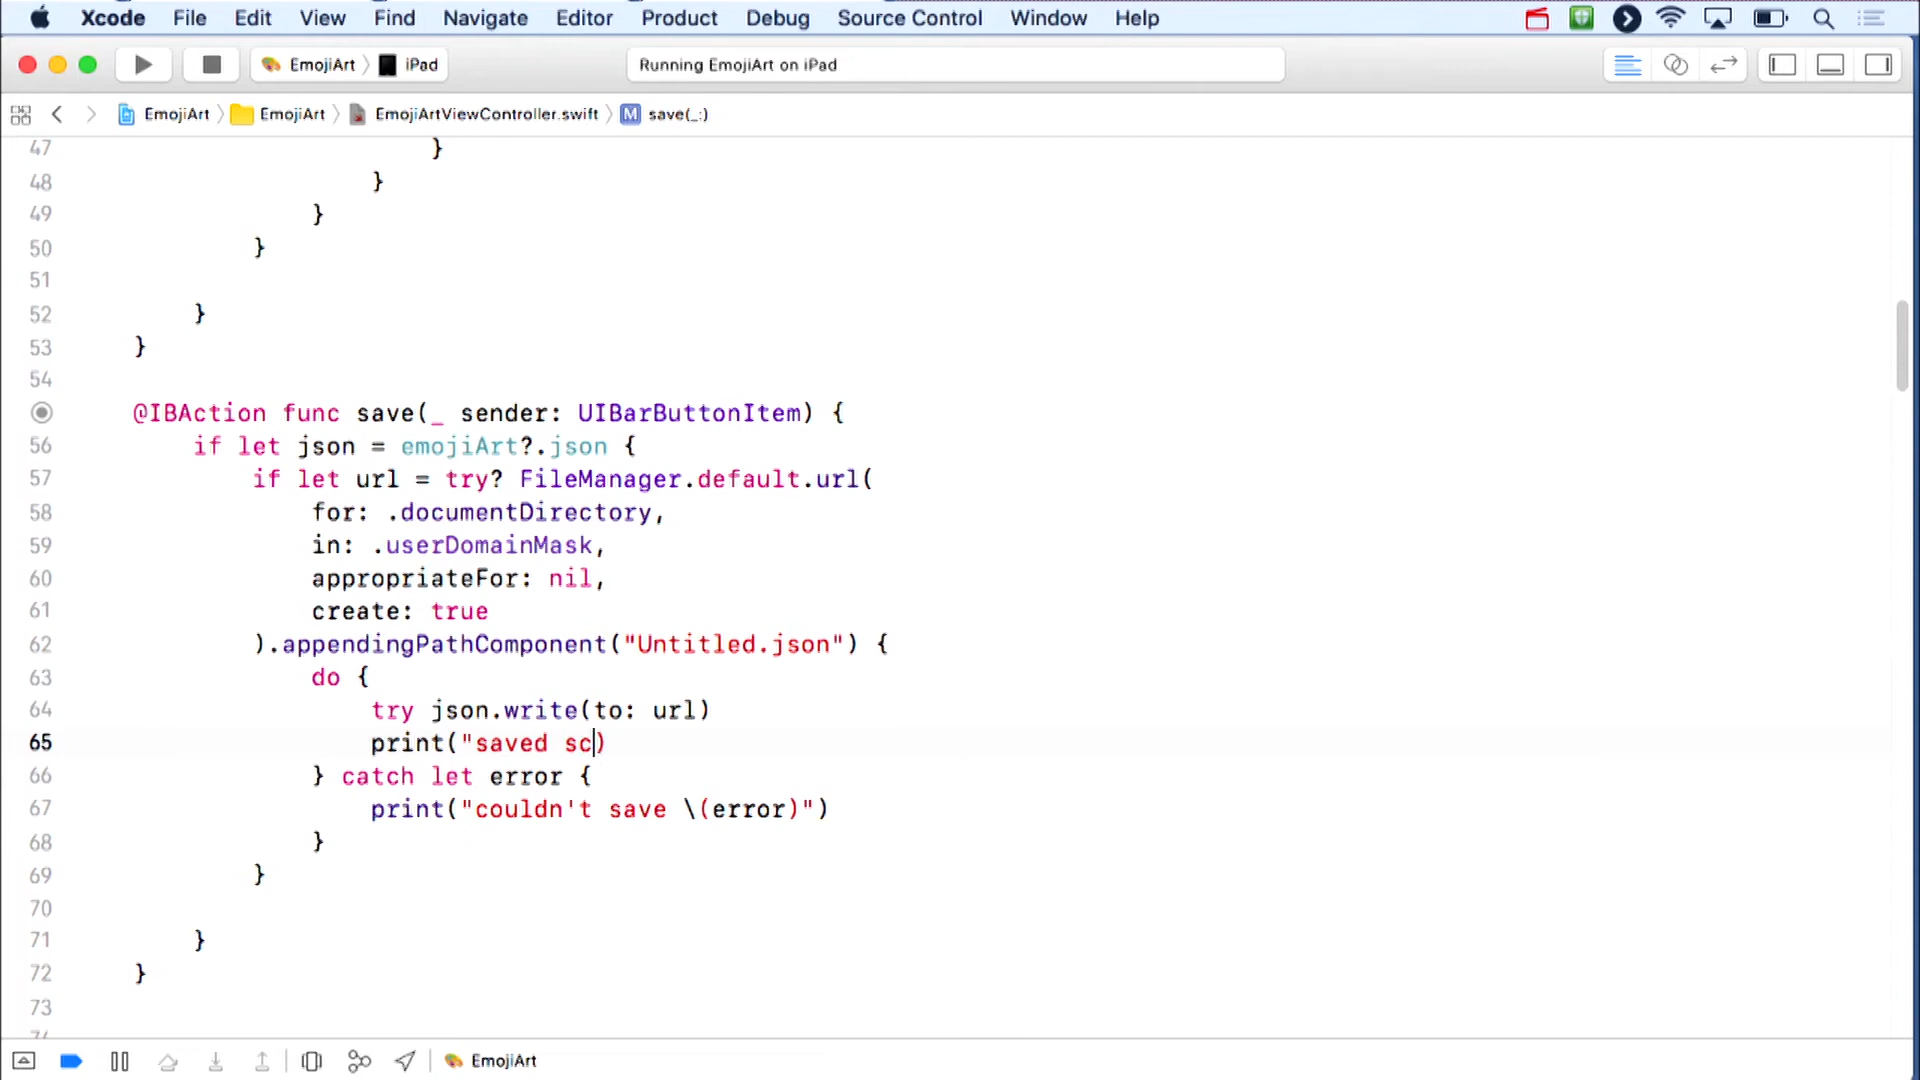 Xcode File Edit View Find Navigate Editor Product Debug Source Control Window Help
EmojiArt iPad Running EmojiArt on iPad
EmojiArt EmojiArt EmojiArtViewController.swift M save(_:)
47 }
48 }
49 }
50 }
51
52 }
53 }
54
@IBAction func save(_ sender: UIBarButtonItem) {
56 if let json = emojiArt?.json {
57 if let url = try? FileManager.default.url(
58 for: .documentDirectory,
59 in: .userDomainMask,
60 appropriateFor: nil,
61 create: true
62 ).appendingPathComponent("Untitled.json") {
63 do {
64 try json.write(to: url)
65 print("saved sc)
66 } catch let error {
67 print("couldn't save \(error)")
68 }
69 }
70
71 }
72 }
73
EmojiArt